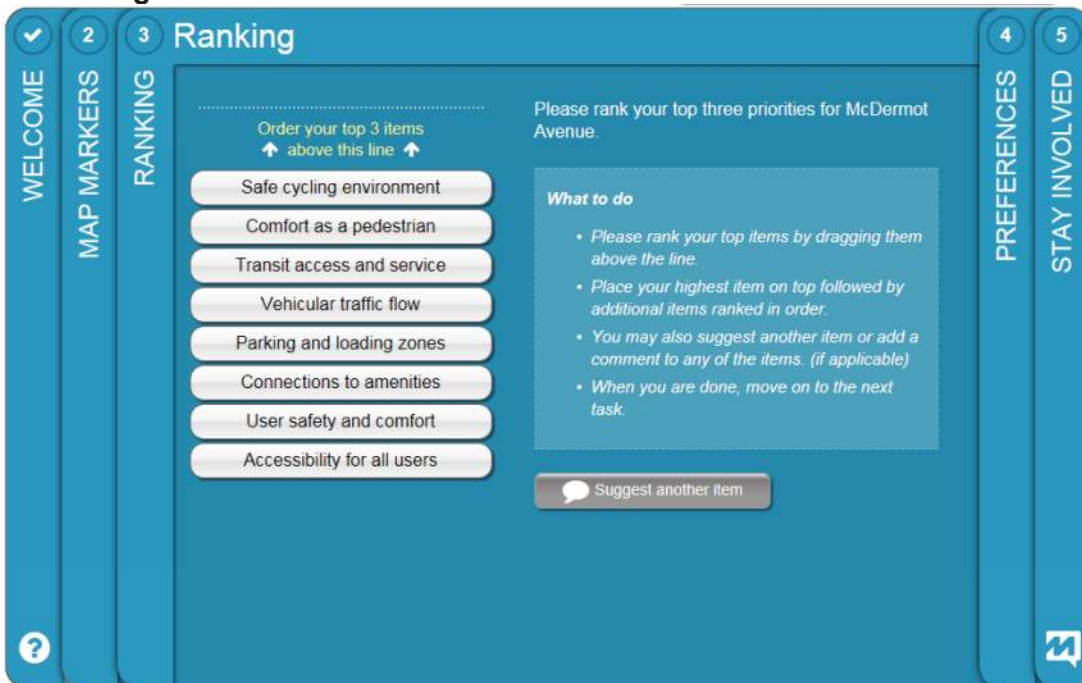 WELCOME
2
MAP MARKERS
3
RANKING
Ranking
Order your top 3 items
above this line
Safe cycling environment
Comfort as a pedestrian
Transit access and service
Vehicular traffic flow
Parking and loading zones
Connections to amenities
User safety and comfort
Accessibility for all users
Please rank your top three priorities for McDermot
Avenue.
What to do
• Please rank your top items by dragging them
above the line.
• Place your highest item on top followed by
additional items ranked in order.
• You may also suggest another item or add a
comment to any of the items. (if applicable)
• When you are done, move on to the next
task.
Suggest another item
4
PREFERENCES
5
STAY INVOLVED
?